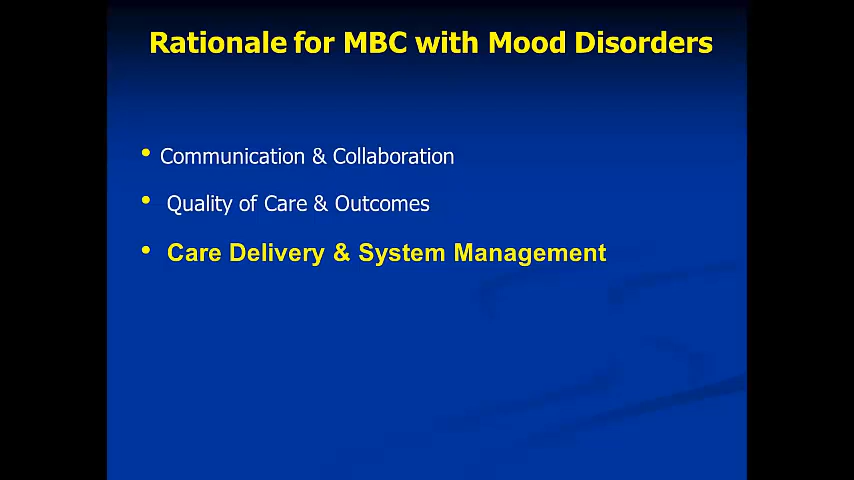 Rationale for MBC with Mood Disorders
• Communication & Collaboration
• Quality of Care & Outcomes
• Care Delivery & System Management